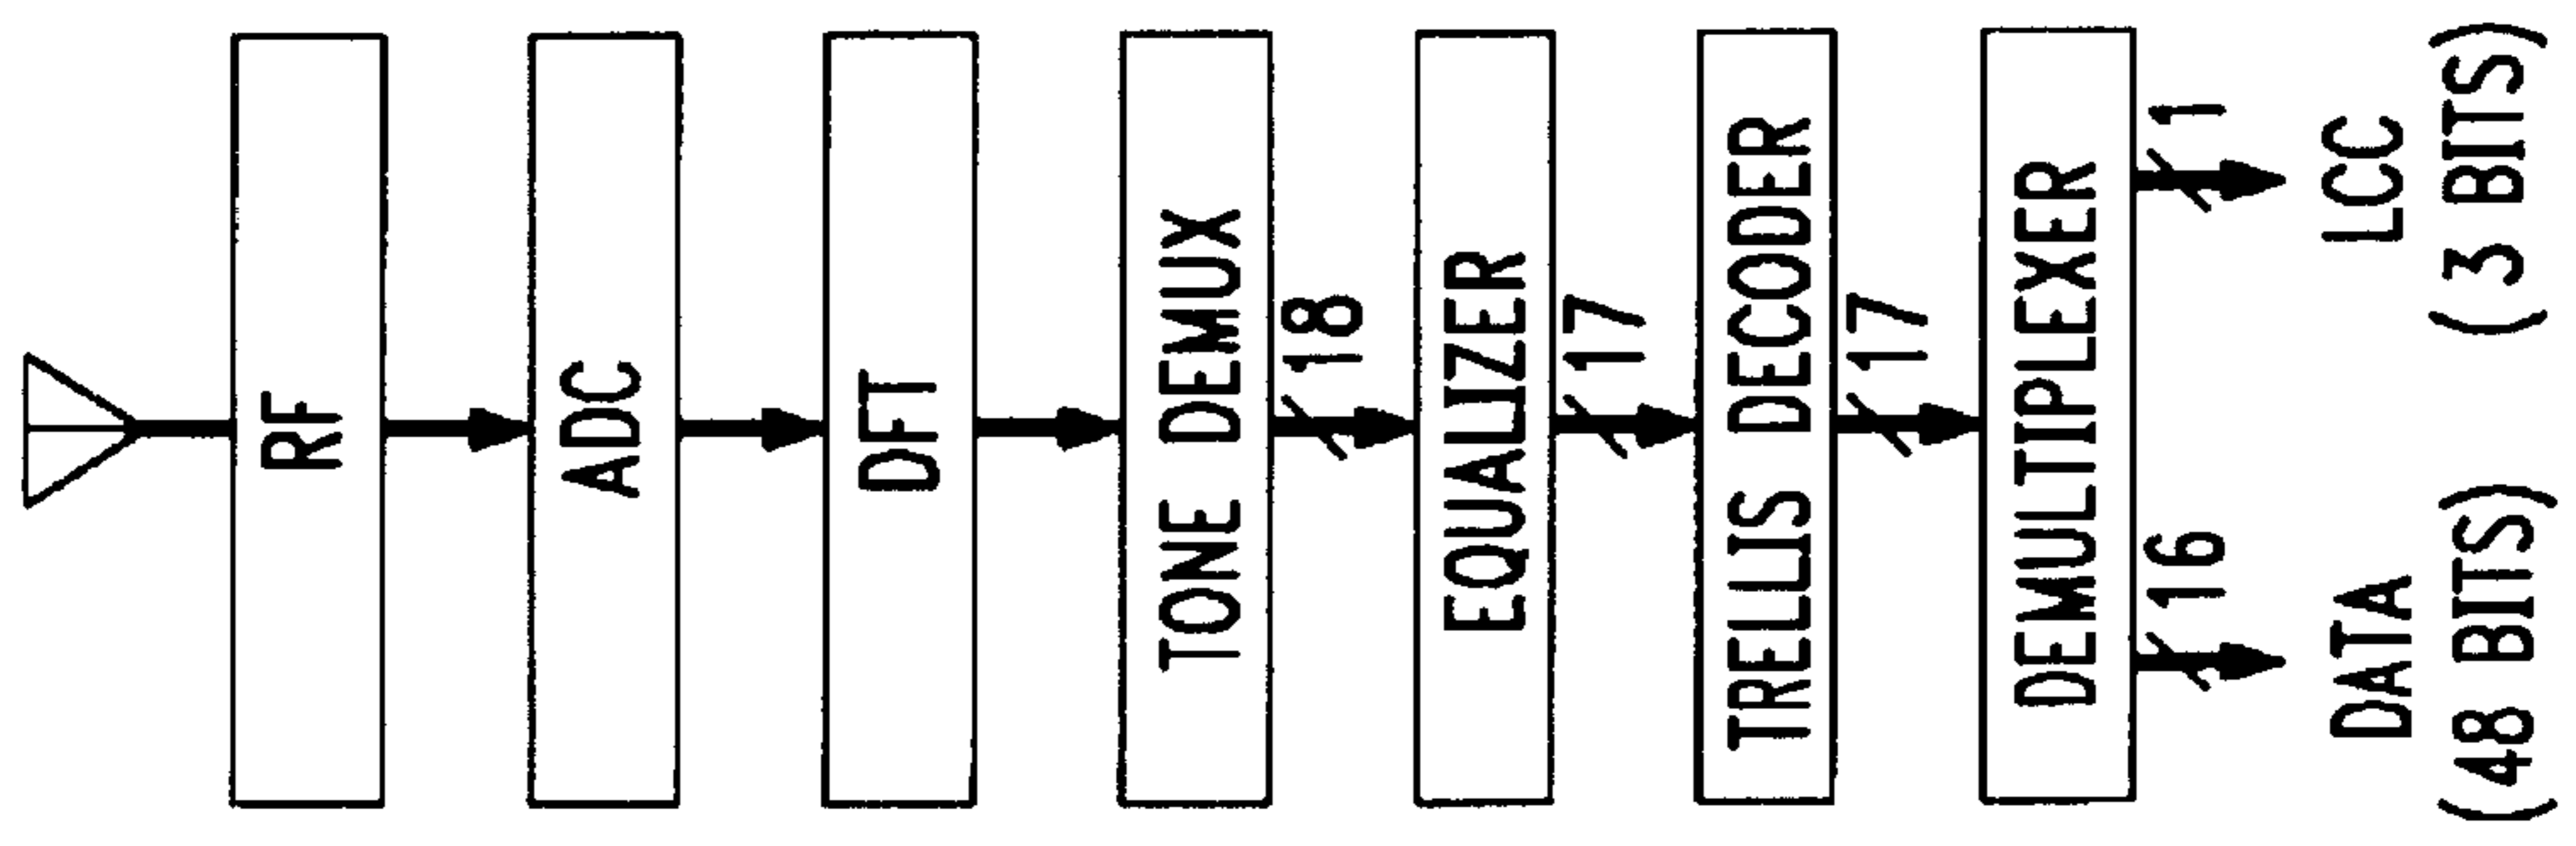 RF
ADC
DFT
TONE DEMUX
18
EQUALIZER
17
TRELLIS DECODER
17
DEMULTIPLEXER
16
1
DATA
(48 BITS)
LCC
(3 BITS)